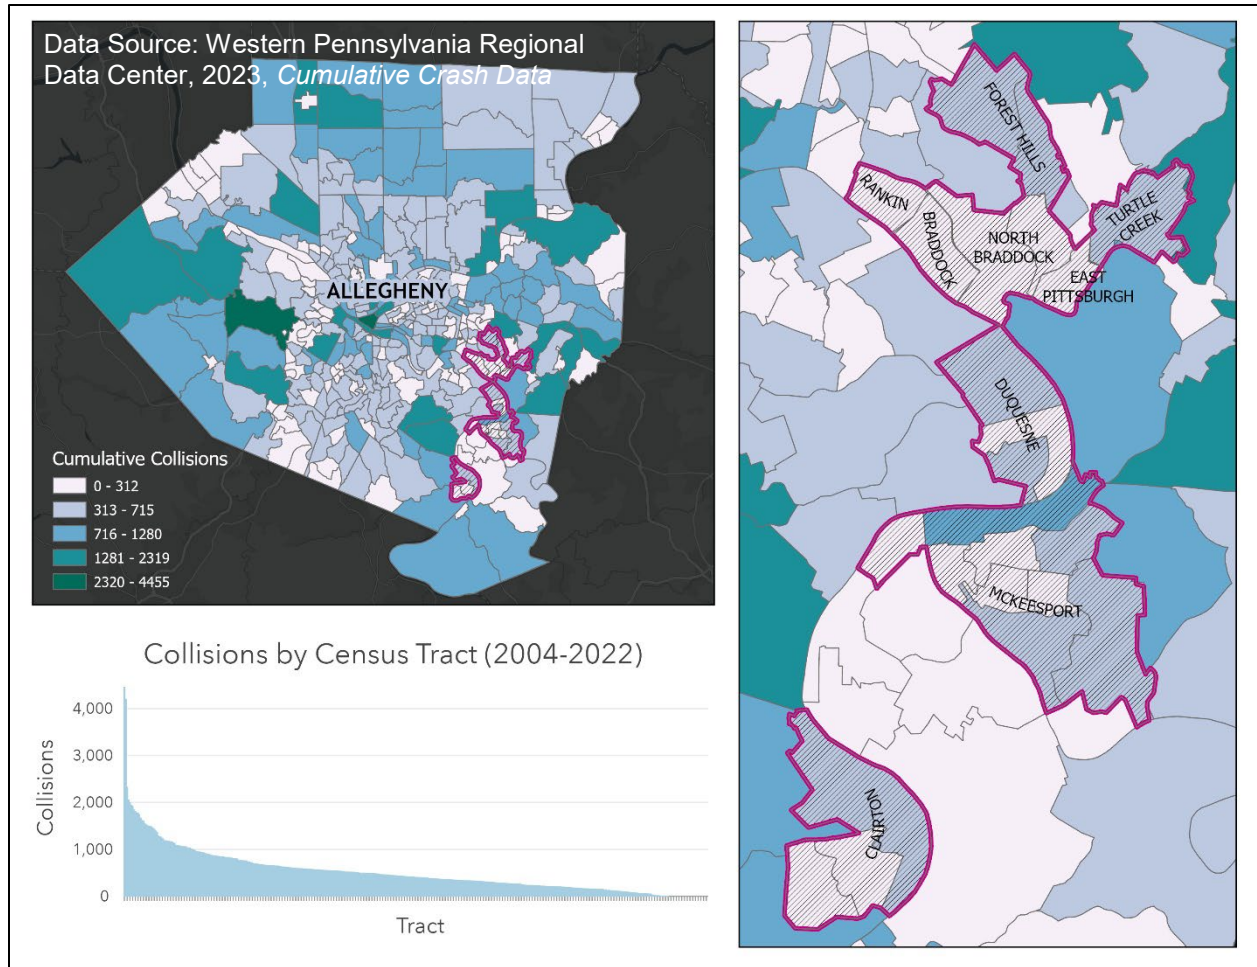 Data Source: Western Pennsylvania Regional
Data Center, 2023, Cumulative Crash Data
ALLEGHENY
Cumulative Collisions
0 - 312
313 - 715
716 - 1280
1281 - 2319
2320 - 4455
Collisions by Census Tract (2004-2022)
Collisions
4,000
3,000
2,000
1,000
0
Tract
FOREST HILLS
RANKIN
BRADDOCK
NORTH
BRADDOCK
TURTLE
CREEK
EAST
PITTSBURGH
DUQUESNE
MCKEESPORT
CLAIRTON